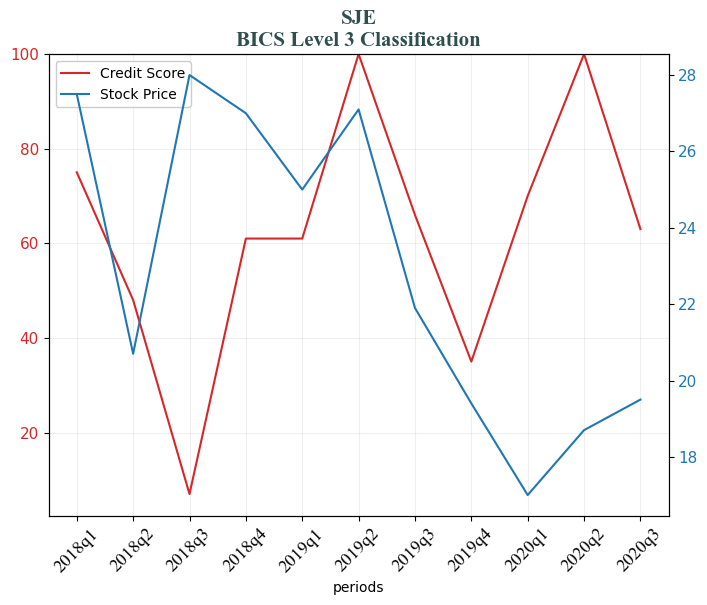 SJE
BICS Level 3 Classification
Credit Score
Stock Price
100
80
60
40
20
28
26
24
22
20
18
2018q1
2018q2
2018q3
2018q4
2019q1
2019q2
2019q3
2019q4
2020q1
2020q2
2020q3
periods